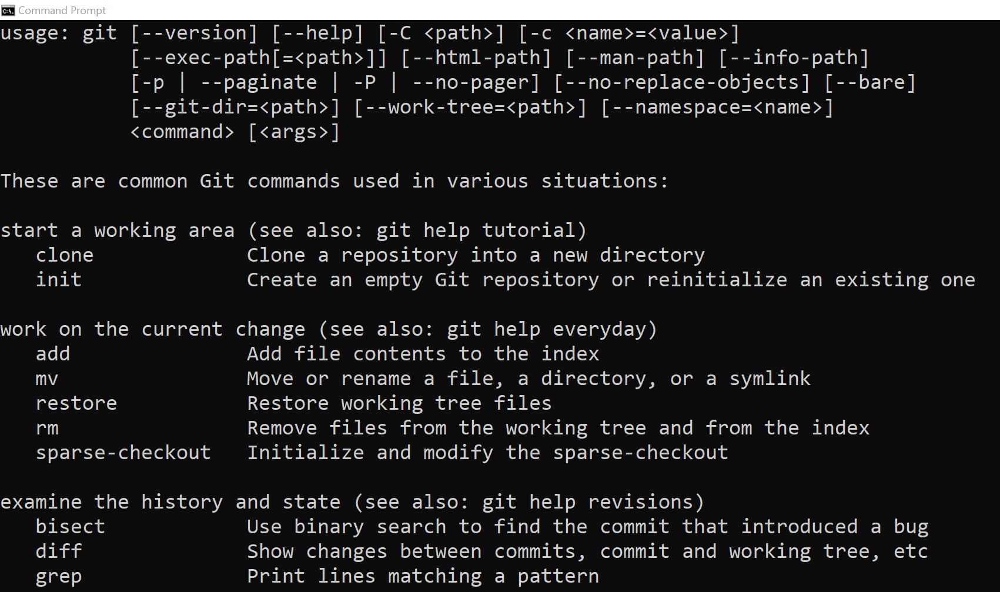 Command Prompt
usage: git [--version] [--help] [-C <path>] [-c <name>=<value>]
           [--exec-path[=<path>]] [--html-path] [--man-path] [--info-path]
           [-p | --paginate | -P | --no-pager] [--no-replace-objects] [--bare]
           [--git-dir=<path>] [--work-tree=<path>] [--namespace=<name>]
           <command> [<args>]

These are common Git commands used in various situations:

start a working area (see also: git help tutorial)
   clone             Clone a repository into a new directory
   init              Create an empty Git repository or reinitialize an existing one

work on the current change (see also: git help everyday)
   add               Add file contents to the index
   mv                Move or rename a file, a directory, or a symlink
   restore           Restore working tree files
   rm                Remove files from the working tree and from the index
   sparse-checkout   Initialize and modify the sparse-checkout

examine the history and state (see also: git help revisions)
   bisect            Use binary search to find the commit that introduced a bug
   diff              Show changes between commits, commit and working tree, etc
   grep              Print lines matching a pattern